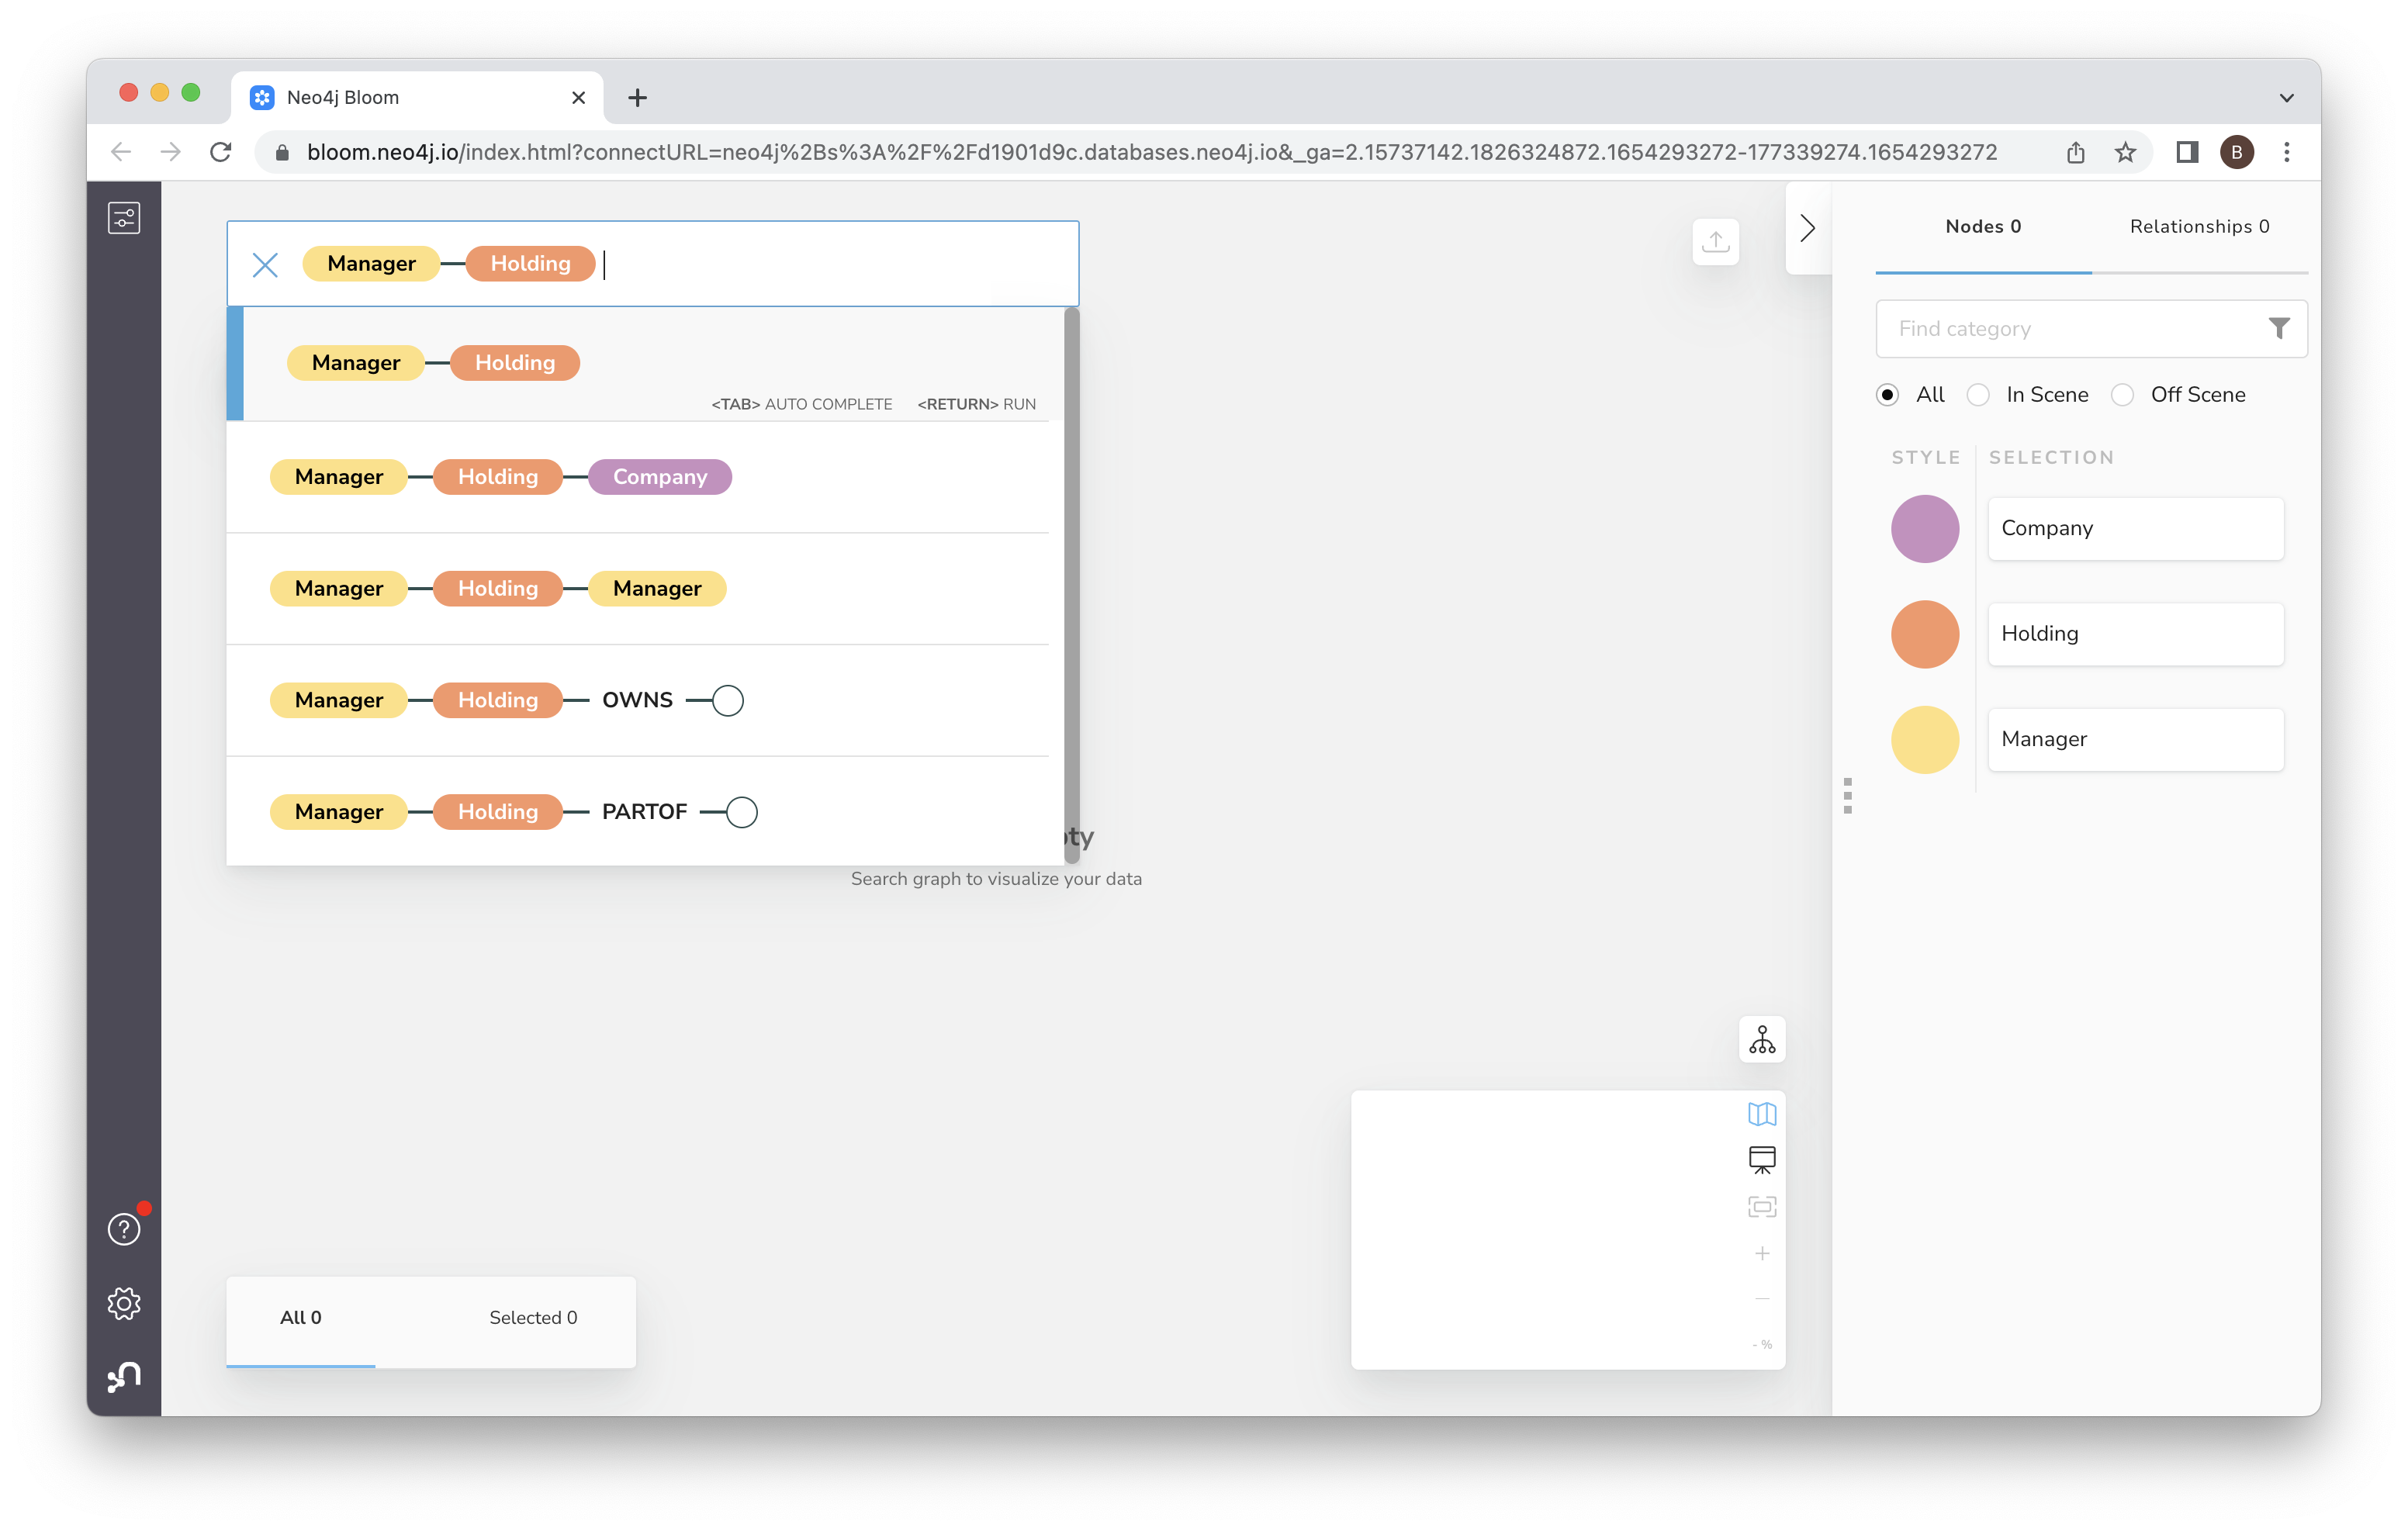 Neo4j Bloom
bloom.neo4j.io/index.html?connectURL=neo4j%2Bs%3A%2F%2Fd1901d9c.databases.neo4j.io&_ga=2.15737142.1826324872.1654293272-177339274.1654293272
B
Manager Holding
Manager Holding
<TAB> AUTO COMPLETE <RETURN> RUN
Manager Holding Company
Manager Holding Manager
Manager Holding OWNS
Manager Holding PARTOF
Search graph to visualize your data
All 0 Selected 0
- %
Nodes 0 Relationships 0
Find category
All In Scene Off Scene
STYLE SELECTION
Company
Holding
Manager